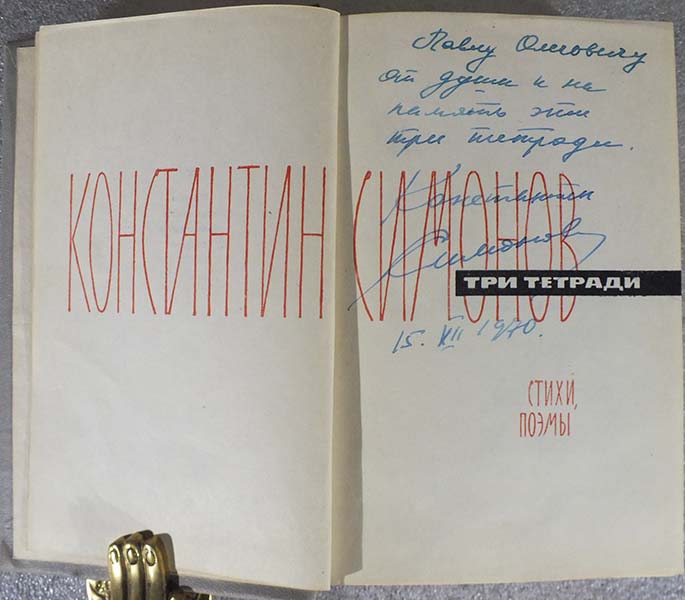 Павлу Олеговичу
от души и на
память эти
три тетради.
КОНСТАНТИН СИМОНОВ
Константин
Симонов
ТРИ ТЕТРАДИ
15. XII 1970.
СТИХИ,
ПОЭМЫ